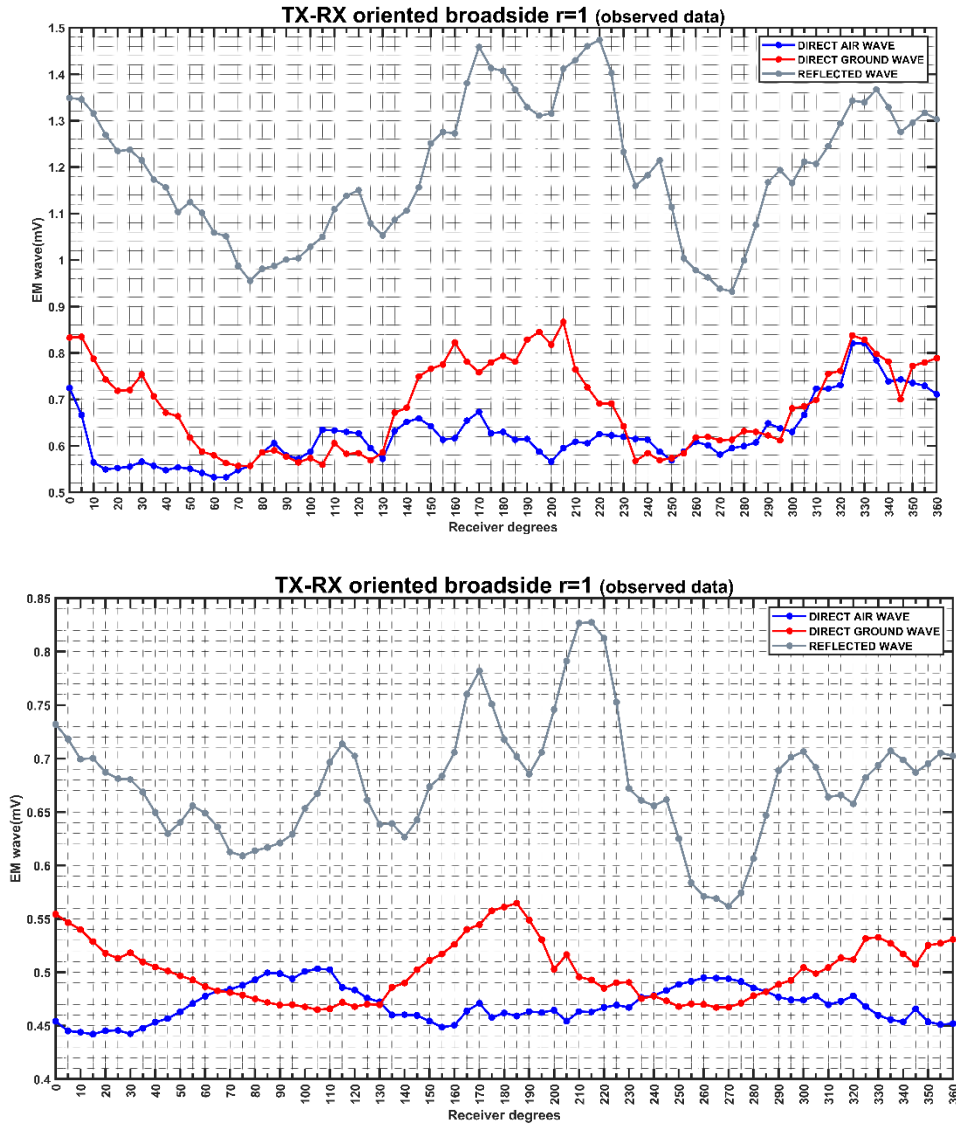 TX-RX oriented broadside r=1 (observed data)
1.5
1.4
1.3
1.2
1.1
1
0.9
0.8
0.7
0.6
0.5
EM wave(mV)
DIRECT AIR WAVE
DIRECT GROUND WAVE
REFLECTED WAVE
0 10 20 30 40 50 60 70 80 90 100 110 120 130 140 150 160 170 180 190 200 210 220 230 240 250 260 270 280 290 300 310 320 330 340 350 360
Receiver degrees
TX-RX oriented broadside r=1 (observed data)
0.85
0.8
0.75
0.7
0.65
0.6
0.55
0.5
0.45
0.4
EM wave(mV)
DIRECT AIR WAVE
DIRECT GROUND WAVE
REFLECTED WAVE
0 10 20 30 40 50 60 70 80 90 100 110 120 130 140 150 160 170 180 190 200 210 220 230 240 250 260 270 280 290 300 310 320 330 340 350 360
Receiver degrees